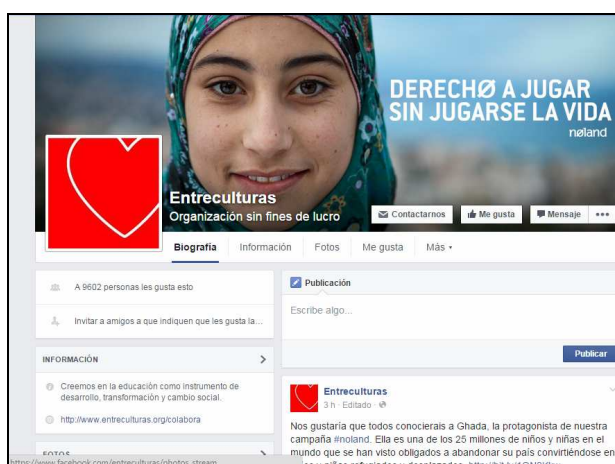 DERECHØ A JUGAR
SIN JUGARSE LA VIDA
nøland
Entreculturas
Organización sin fines de lucro
Contactarnos
Me gusta
Mensaje
Biografía
Información
Fotos
Me gusta
Más
A 9602 personas les gusta esto
Invitar a amigos a que indiquen que les gusta la...
INFORMACIÓN
Creemos en la educación como instrumento de
desarrollo, transformación y cambio social.
http://www.entreculturas.org/colabora
FOTOS
https://www.facebook.com/entreculturas/photos_stream
Publicación
Escribe algo...
Publicar
Entreculturas
3 h · Editado ·
Nos gustaría que todos conocierais a Ghada, la protagonista de nuestra
campaña #noland. Ella es una de los 25 millones de niños y niñas en el
mundo que se han visto obligados a abandonar su país convirtiéndose en